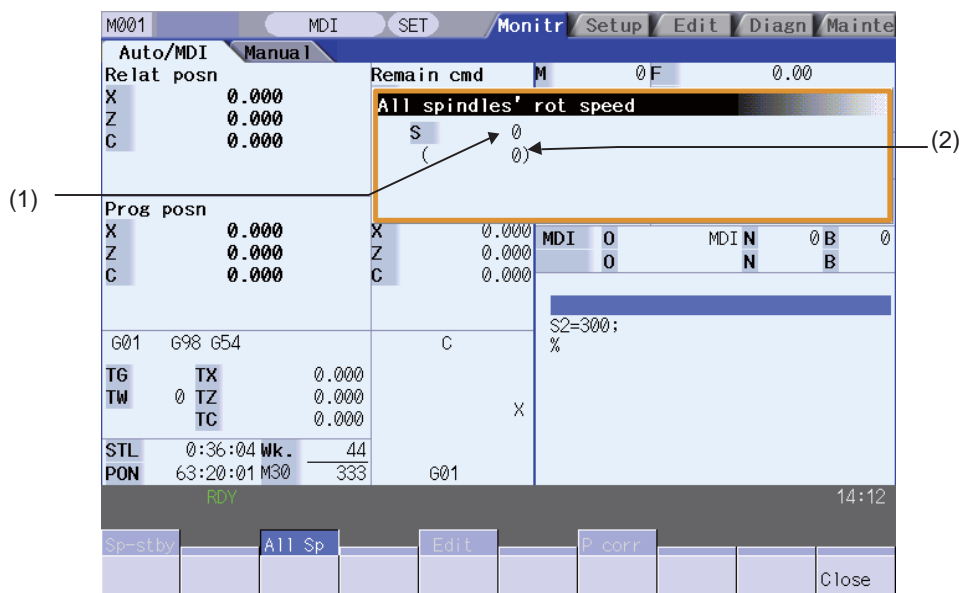 M001 MDI SET Monitr Setup Edit Diagn Mainte
Auto/MDI Manual
Relat posn Remain cmd M 0 F 0.00
X 0.000
Z 0.000
C 0.000
All spindles' rot speed
S 0
( 0)
(1)
(2)
Prog posn
X 0.000 X 0.000
Z 0.000 Z 0.000
C 0.000 C 0.000
MDI O MDI N 0 B 0
O N B
S2=300;
%
G01 G98 G54 C
TG TX 0.000
TW 0 TZ 0.000
TC 0.000
X
STL 0:36:04 Wk. 44
PON 63:20:01 M30 333 G01
RDY 14:12
Sp-stby All Sp Edit P corr
Close